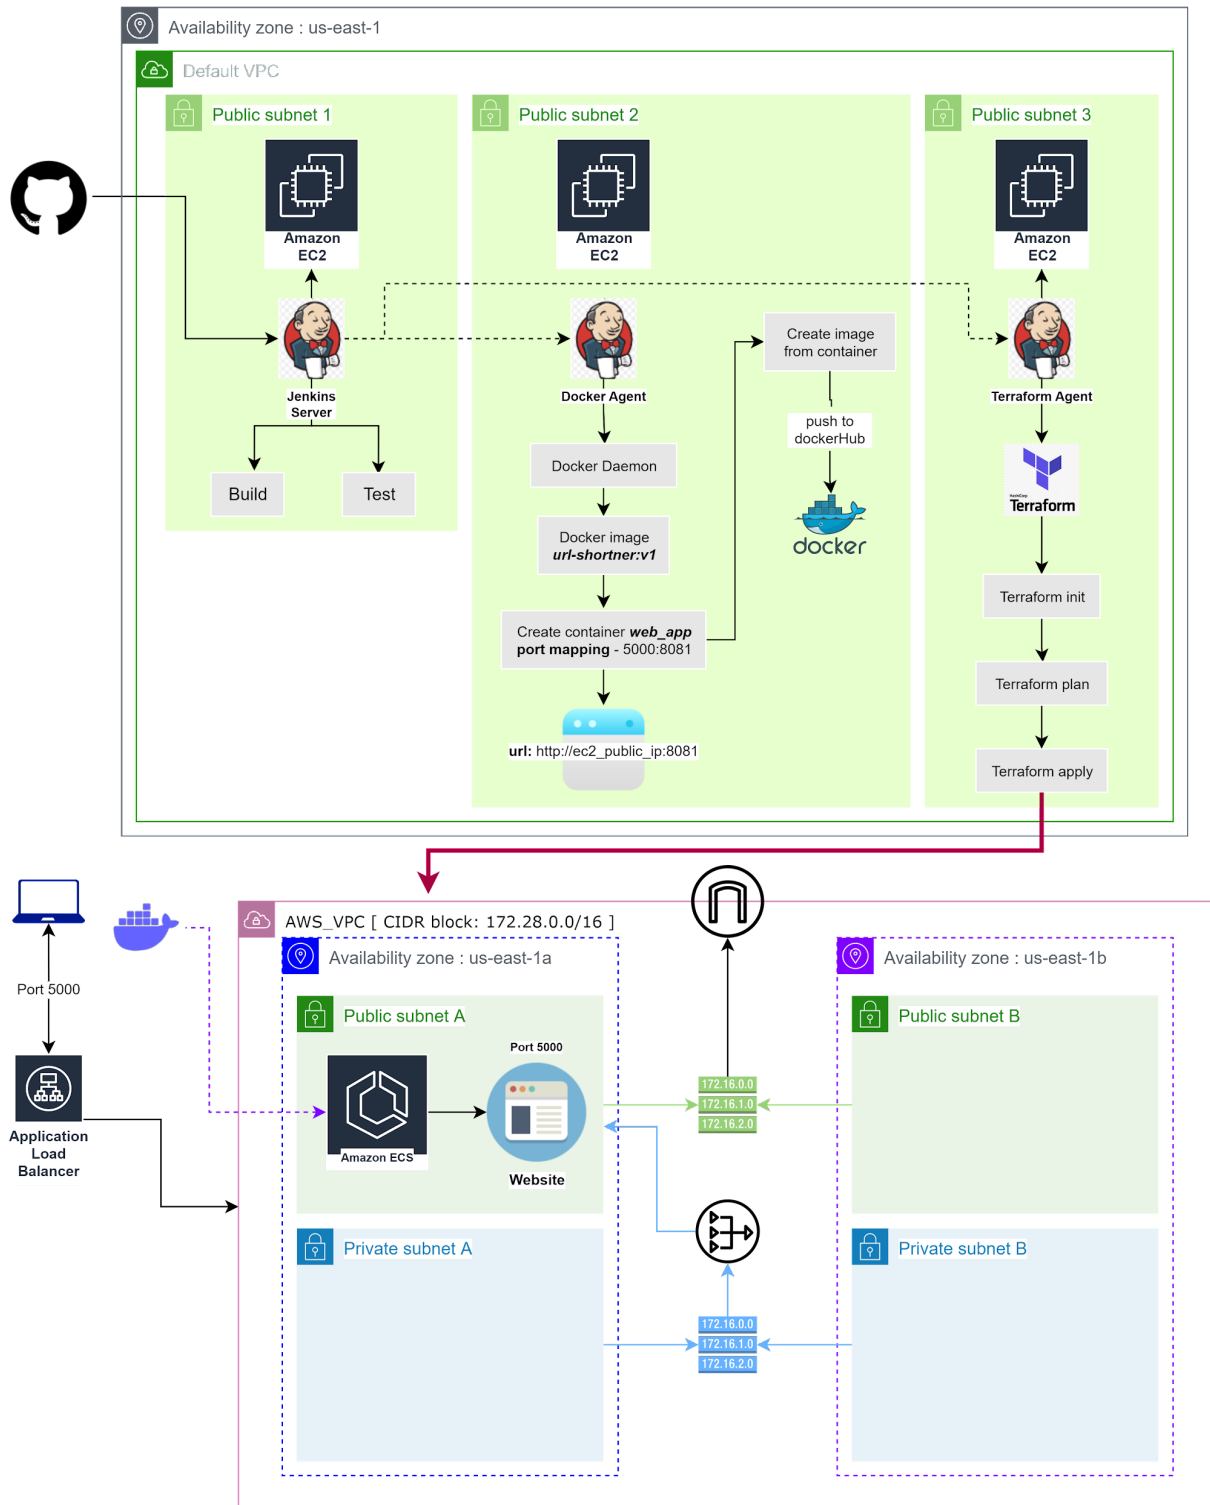 Availability zone : us-east-1
Default VPC
Public subnet 1
Public subnet 2
Public subnet 3
Amazon
EC2
Amazon
EC2
Amazon
EC2
Jenkins
Server
Build
Test
Docker Agent
Docker Daemon
Docker image
url-shortner:v1
Create container web_app
port mapping - 5000:8081
url: http://ec2_public_ip:8081
Create image
from container
push to
dockerHub
docker
Terraform Agent
HashiCorp
Terraform
Terraform init
Terraform plan
Terraform apply
Port 5000
Application
Load
Balancer
AWS_VPC [ CIDR block: 172.28.0.0/16 ]
Availability zone : us-east-1a
Public subnet A
Amazon ECS
Port 5000
Website
Private subnet A
172.16.0.0
172.16.1.0
172.16.2.0
172.16.0.0
172.16.1.0
172.16.2.0
Availability zone : us-east-1b
Public subnet B
Private subnet B